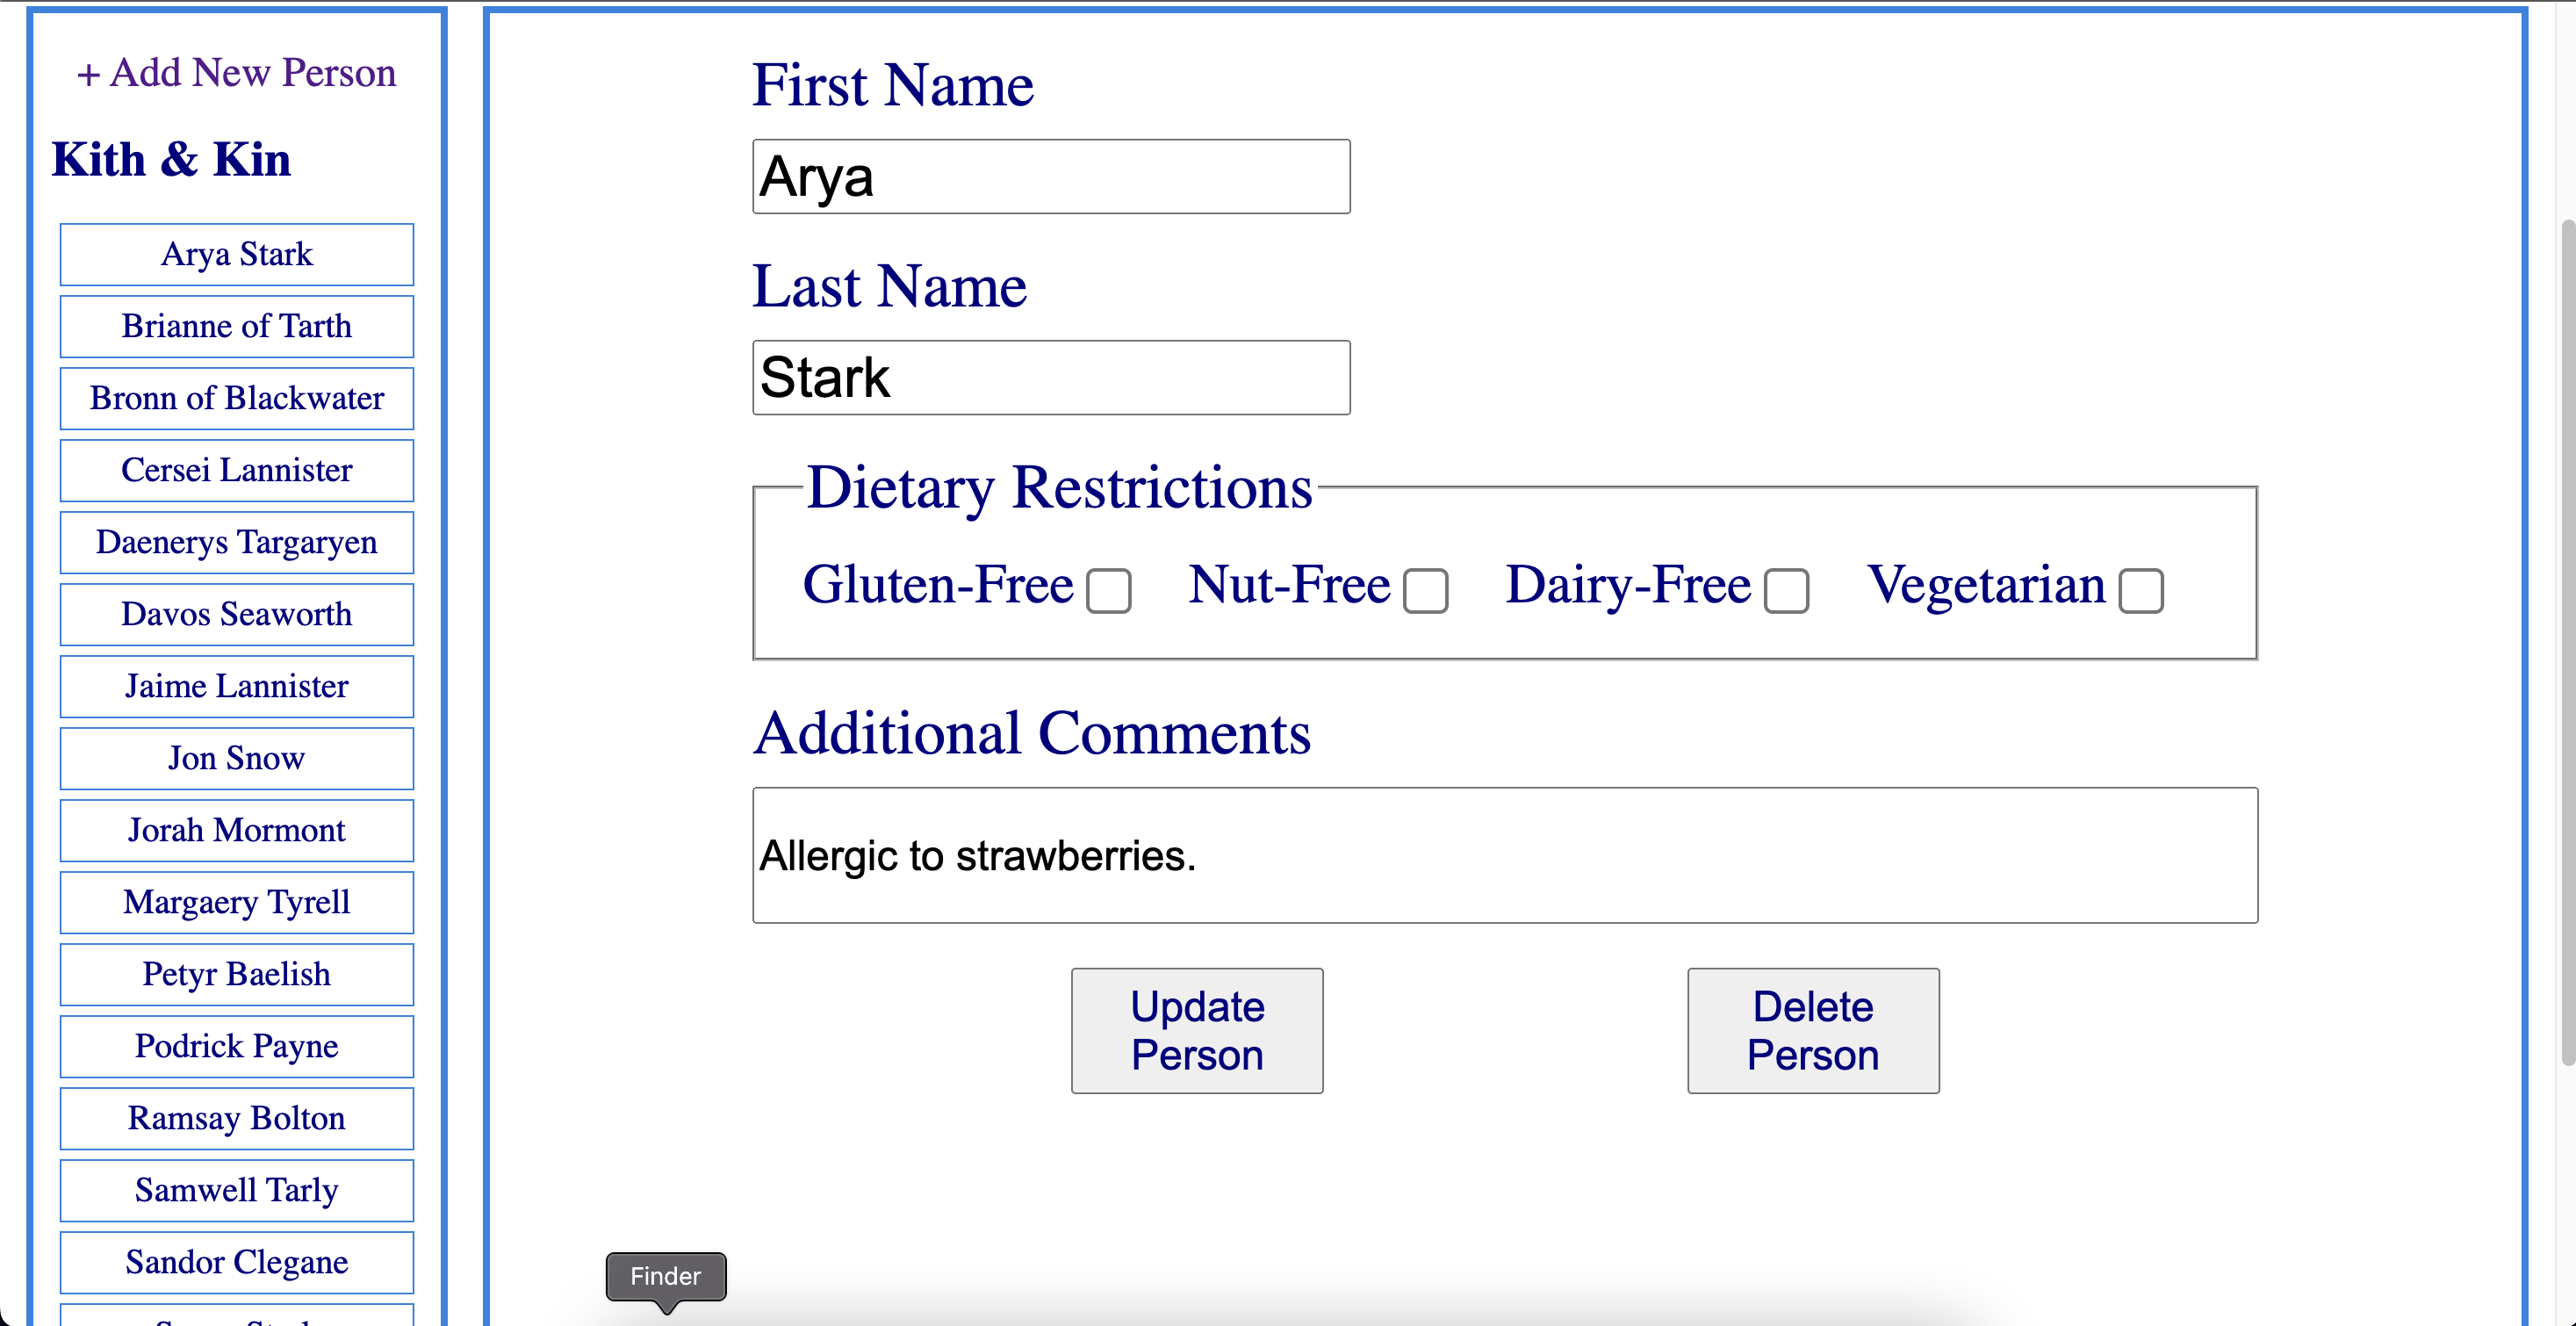 + Add New Person
Kith & Kin
Arya Stark
Brianne of Tarth
Bronn of Blackwater
Cersei Lannister
Daenerys Targaryen
Davos Seaworth
Jaime Lannister
Jon Snow
Jorah Mormont
Margaery Tyrell
Petyr Baelish
Podrick Payne
Ramsay Bolton
Samwell Tarly
Sandor Clegane
First Name
Arya
Last Name
Stark
Dietary Restrictions
Gluten-Free Nut-Free Dairy-Free Vegetarian
Additional Comments
Allergic to strawberries.
Update
Person
Delete
Person
Finder